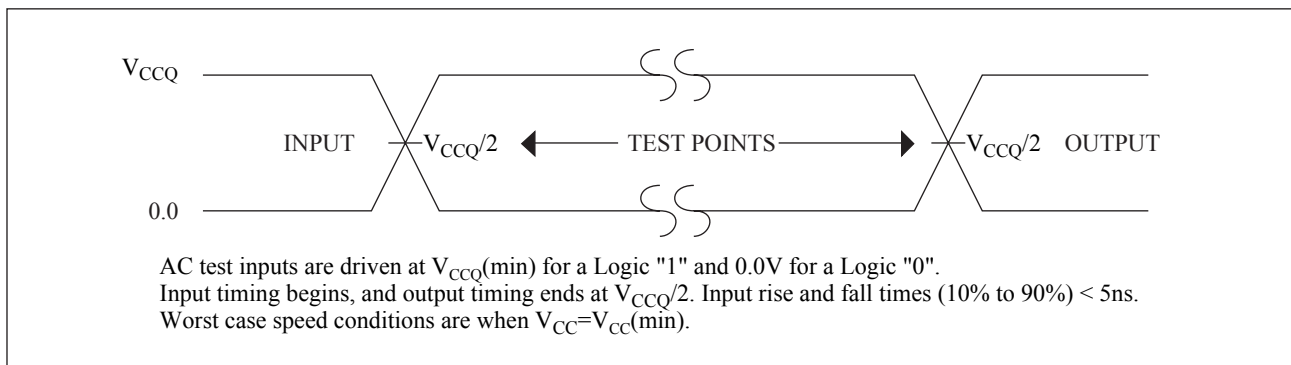 VCCQ
INPUT VCCQ/2 TEST POINTS VCCQ/2 OUTPUT
0.0
AC test inputs are driven at VCCQ(min) for a Logic "1" and 0.0V for a Logic "0".
Input timing begins, and output timing ends at VCCQ/2. Input rise and fall times (10% to 90%) < 5ns.
Worst case speed conditions are when VCC=VCC(min).